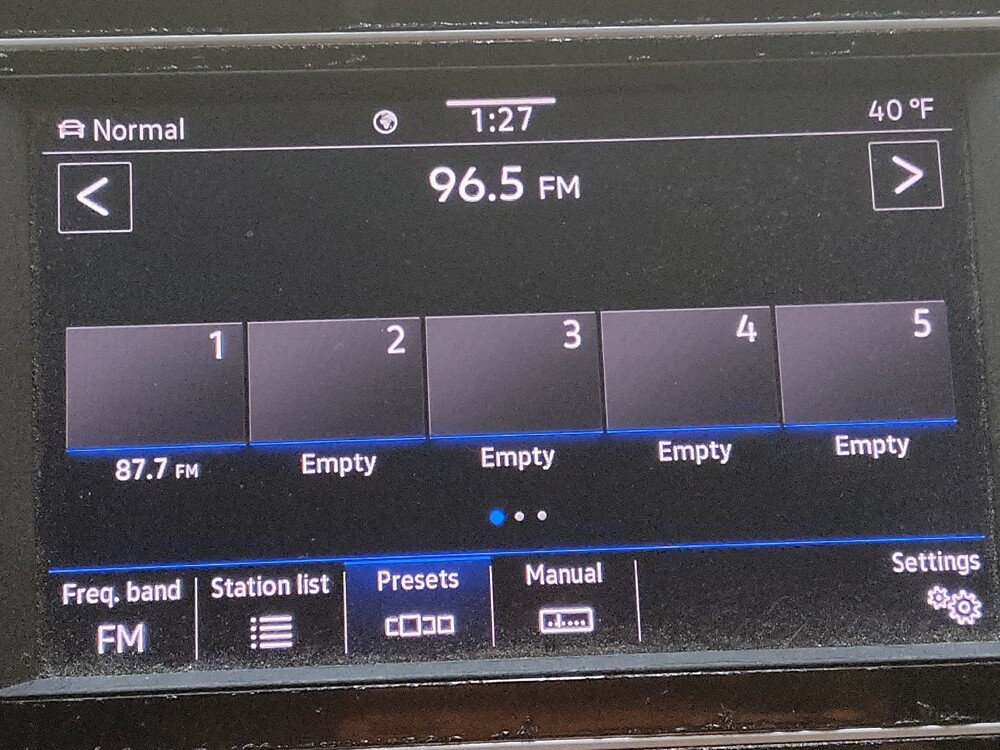 Normal
1:27
40 °F
<
96.5 FM
>
1
2
3
4
5
87.7 FM
Empty
Empty
Empty
Empty
Freq. band
Station list
Presets
Manual
Settings
FM